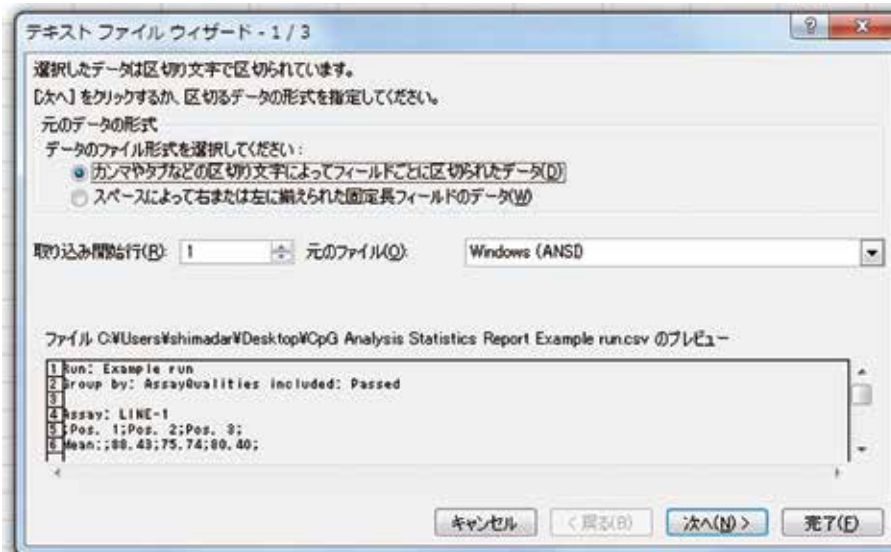 テキスト ファイル ウィザード - 1 / 3
選択したデータは区切り文字で区切られています。
[次へ] をクリックするか、区切るデータの形式を指定してください。
元のデータの形式
データのファイル形式を選択してください:
カンマやタブなどの区切り文字によってフィールドごとに区切られたデータ(D)
スペースによって右または左に揃えられた固定長フィールドのデータ(W)
取り込み開始行(R): 1 元のファイル(O): Windows (ANSI)
ファイル C:¥Users¥shimadar¥Desktop¥CpG Analysis Statistics Report Example run.csv のプレビュー
1 Run: Example run
2 Group by: AssayQualities included: Passed
3
4 Assay: LINE-1
5 ;Pos. 1;Pos. 2;Pos. 3;
6 Mean:;88.43;75.74;80.40;
キャンセル < 戻る(B) 次へ(N) > 完了(F)